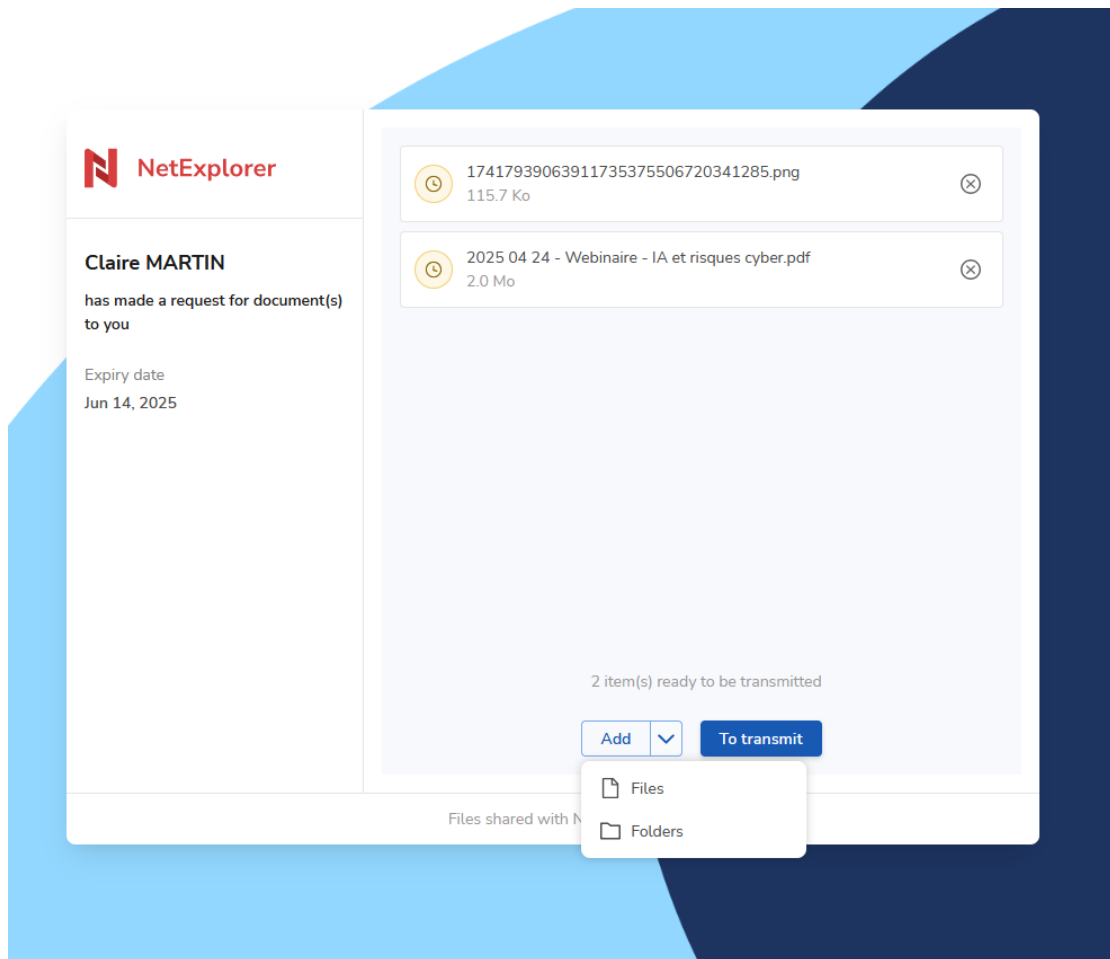 NetExplorer
Claire MARTIN
has made a request for document(s)
to you
Expiry date
Jun 14, 2025
17417939063911735375506720341285.png
115.7 Ko
2025 04 24 - Webinaire - IA et risques cyber.pdf
2.0 Mo
2 item(s) ready to be transmitted
Add
To transmit
Files
Folders
Files shared with N